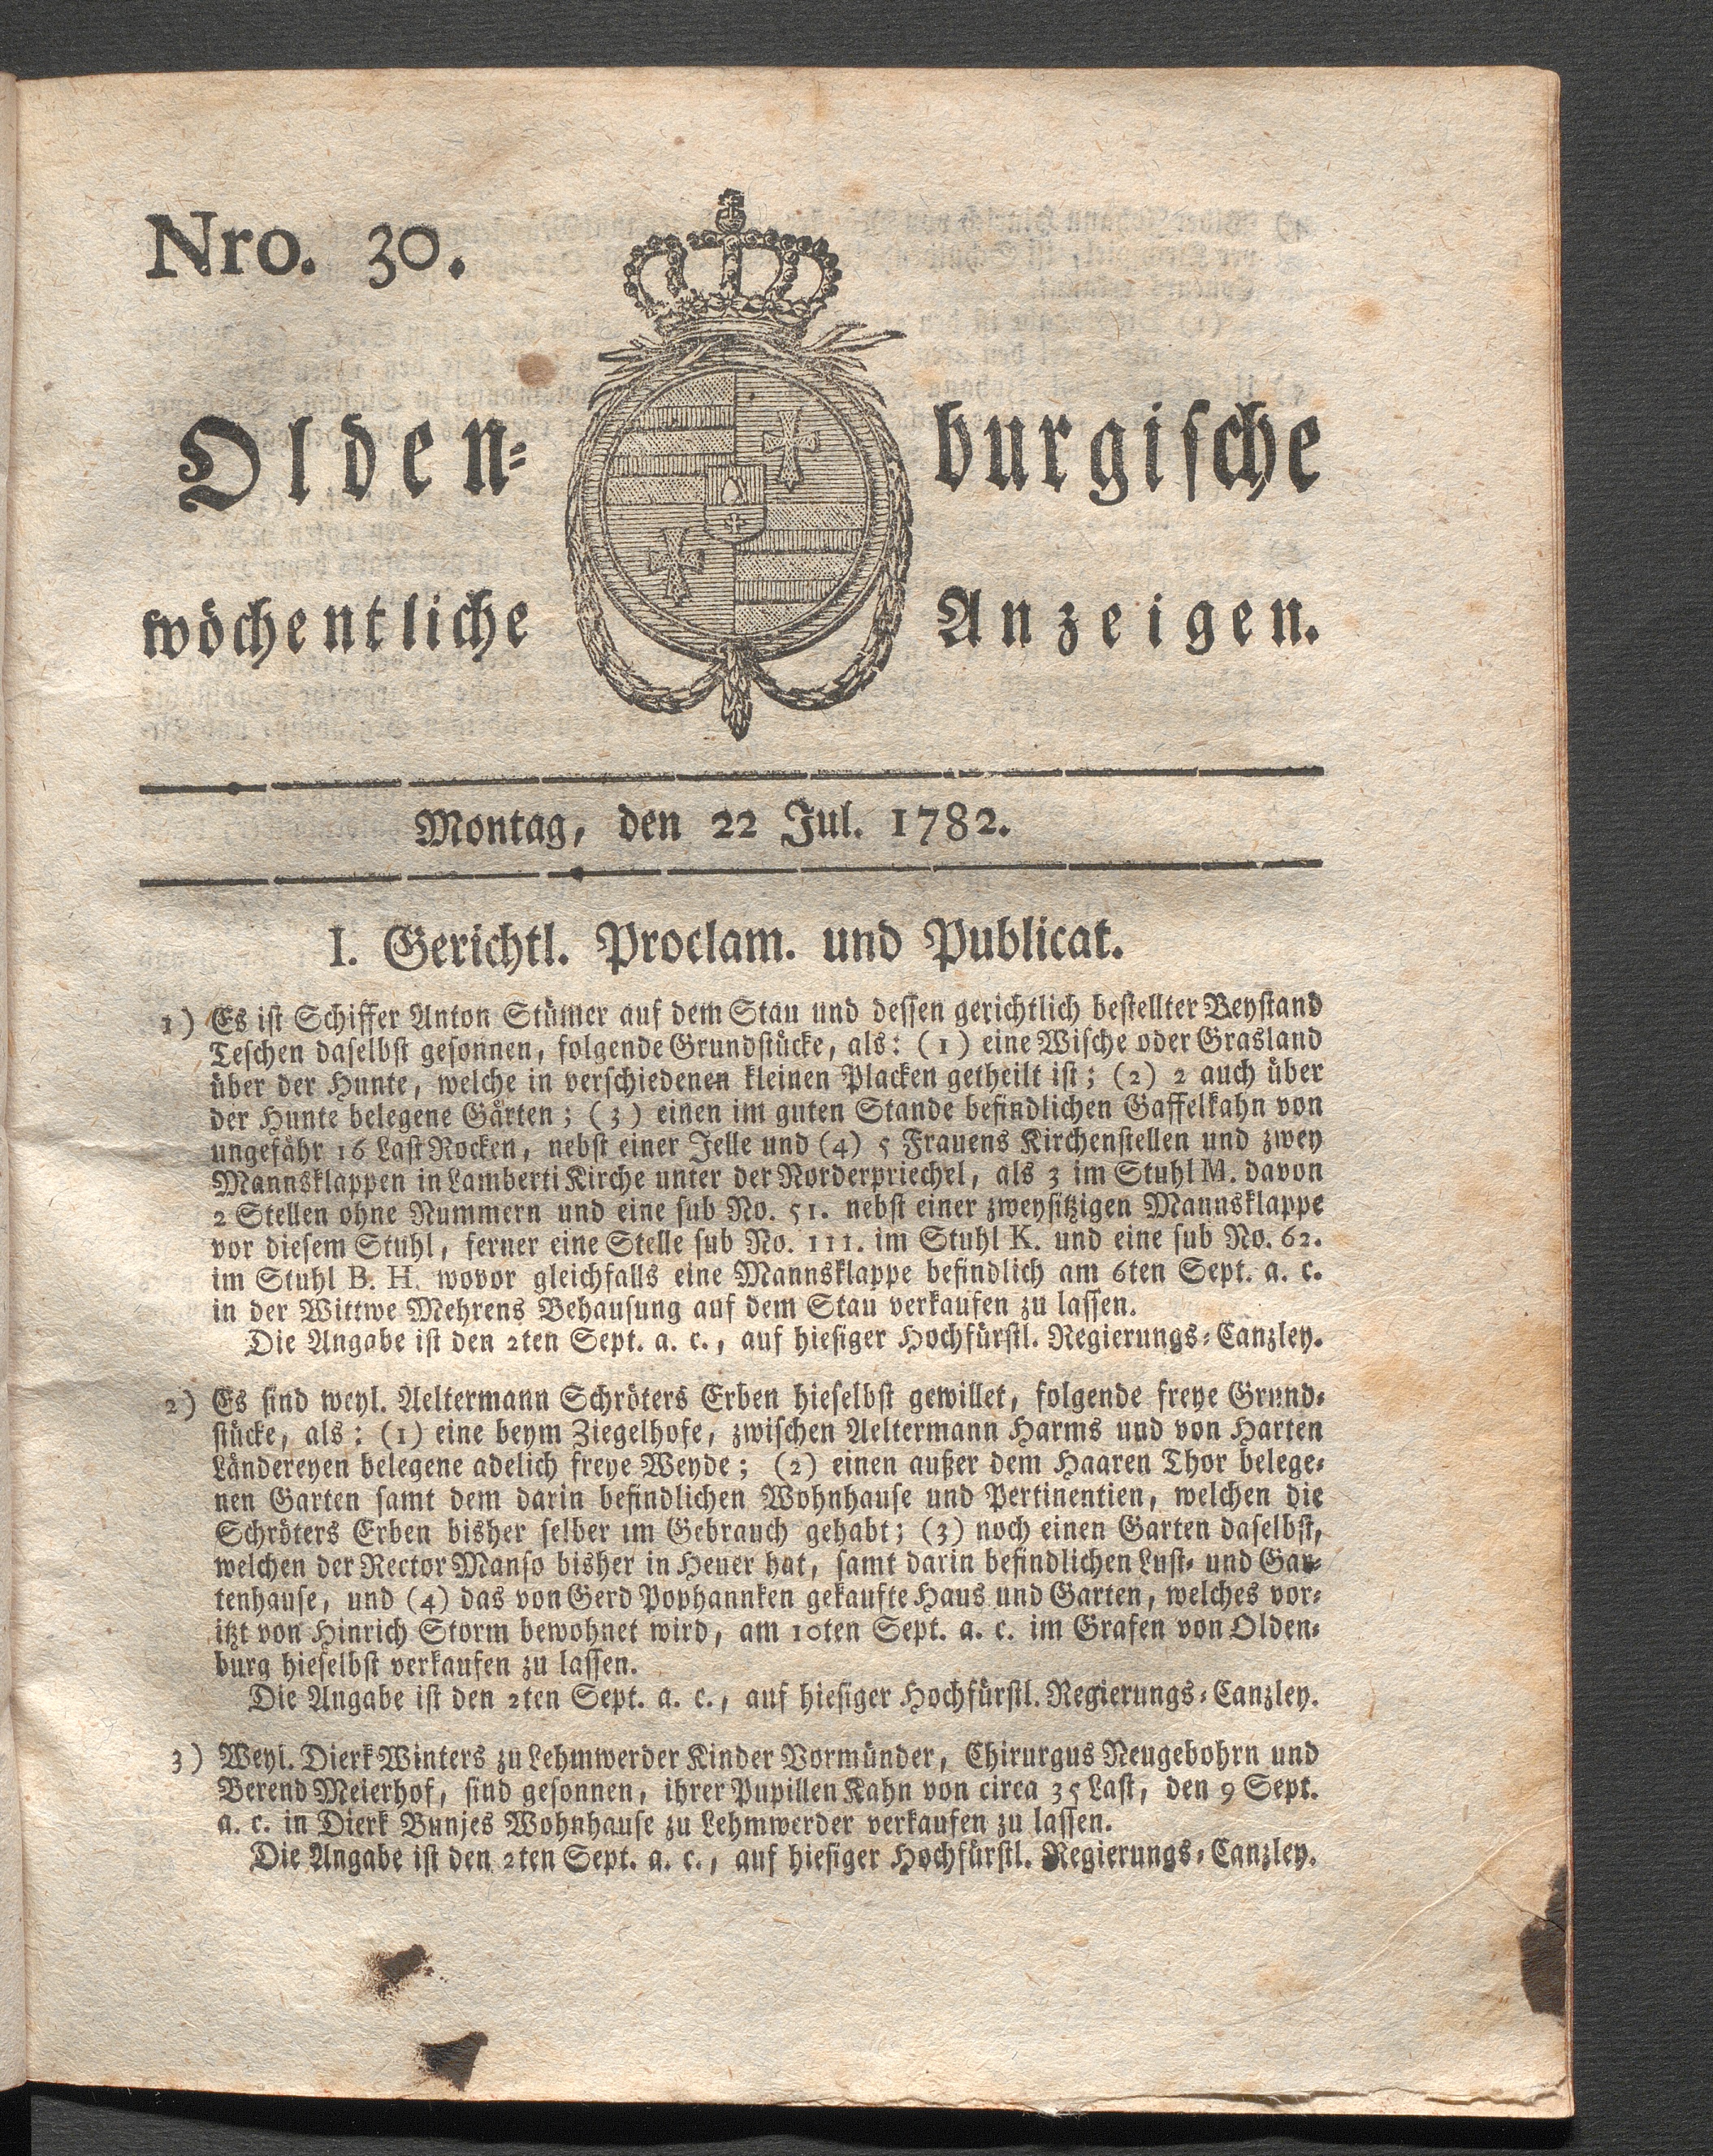 Nro. 30.
Olden-burgische
wöchentliche Anzeigen.
Montag, den 22 Jul. 1782.
I. Gerichtl. Proclam. und Publicat.
1) Es ist Schiffer Anton Stümer auf dem Stau und dessen gerichtlich bestellter Beystand
Teschen daselbst gesonnen, folgende Grundstücke, als: (1) eine Wische oder Grasland
über der Hunte, welche in verschiedenen kleinen Placken getheilt ist; (2) 2 auch über
der Hunte belegene Gärten; (3) einen im guten Stande befindlichen Gaffelkahn von
ungefähr 16 Last Rocken, nebst einer Jelle und (4) 5 Frauens Kirchenstellen und zwey
Mannsklappen in Lamberti Kirche unter der Norderpriechel, als 3 im Stuhl M. davon
2 Stellen ohne Nummern und eine sub No. 51. nebst einer zweysitzigen Mannsklappe
vor diesem Stuhl, ferner eine Stelle sub No. 111. im Stuhl K. und eine sub No. 62.
im Stuhl B. H. wovor gleichfalls eine Mannsklappe befindlich am 6ten Sept. a. c.
in der Wittwe Mehrens Behausung auf dem Stau verkaufen zu lassen.
Die Angabe ist den 2ten Sept. a. c., auf hiesiger Hochfürstl. Regierungs-Canzley.
2) Es sind weyl. Aeltermann Schröters Erben hieselbst gewillet, folgende freye Grund-
stücke, als: (1) eine beym Ziegelhofe, zwischen Aeltermann Harms und von Harten
Ländereyen belegene adelich freye Weyde; (2) einen außer dem Haaren Thor belege-
nen Garten samt dem darin befindlichen Wohnhause und Pertinentien, welchen die
Schröters Erben bisher selber im Gebrauch gehabt; (3) noch einen Garten daselbst,
welchen der Rector Manso bisher in Heuer hat, samt darin befindlichen Lust- und Gar-
tenhause, und (4) das von Gerd Pophannken gekaufte Haus und Garten, welches vor-
itzt von Hinrich Storm bewohnet wird, am 10ten Sept. a. c. im Grafen von Olden-
burg hieselbst verkaufen zu lassen.
Die Angabe ist den 2ten Sept. a. c., auf hiesiger Hochfürstl. Regierungs-Canzley.
3) Weyl. Dierk Winters zu Lehmwerder Kinder Vormünder, Chirurgus Neugebohrn und
Berend Meierhof, sind gesonnen, ihrer Pupillen Kahn von circa 35 Last, den 9 Sept.
a. c. in Dierk Bunjes Wohnhause zu Lehmwerder verkaufen zu lassen.
Die Angabe ist den 2ten Sept. a. c., auf hiesiger Hochfürstl. Regierungs-Canzley.